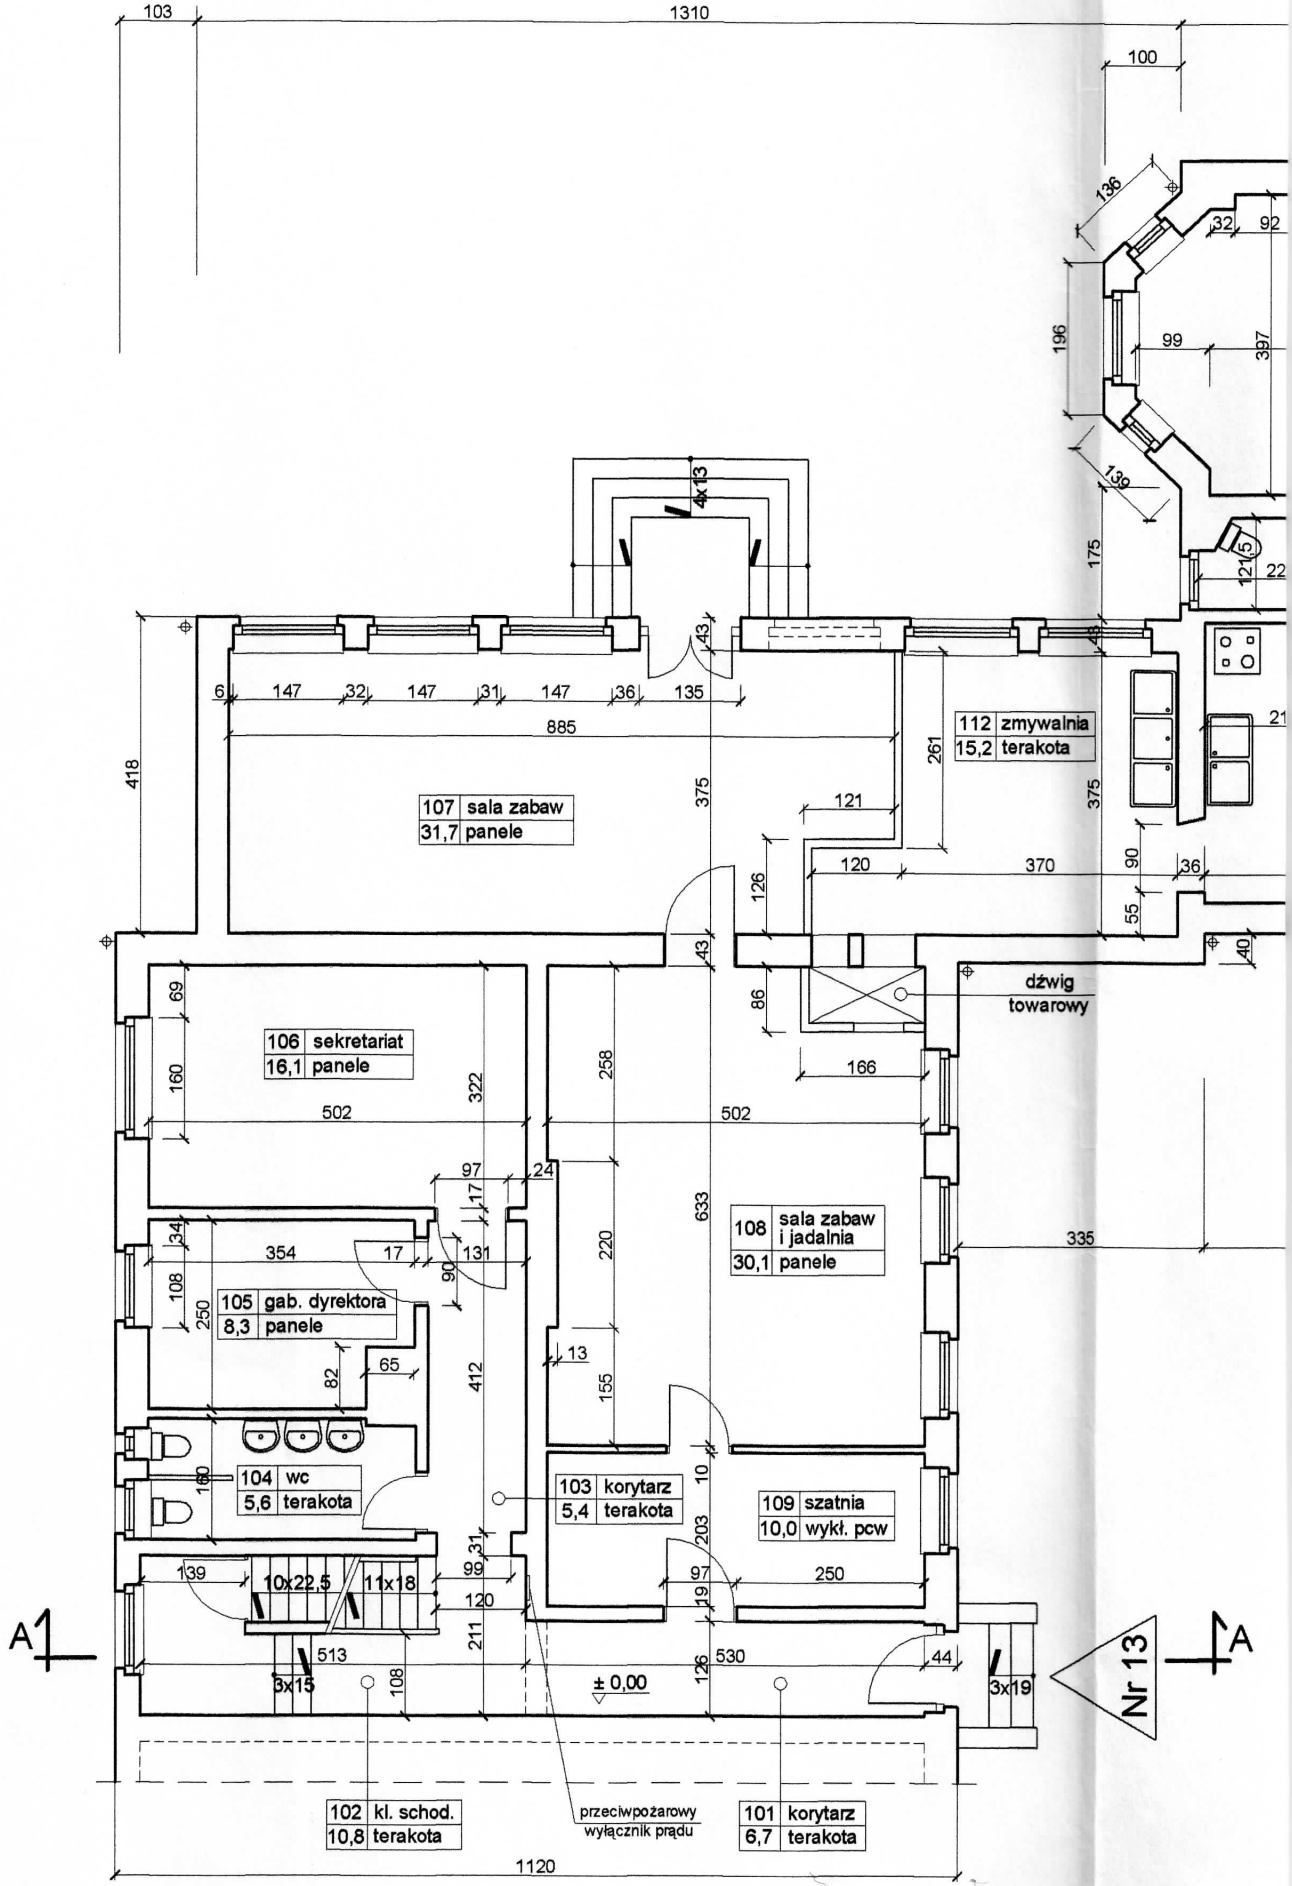 103
1310
100
136
32
92
196
99
397
139
4x13
175
121,5
22
43
43
6
147
32
147
31
147
36
135
885
418
375
261
112 zmywalnia
15,2 terakota
21
107 sala zabaw
31,7 panele
121
375
126
120
370
90
36
55
43
40
69
86
dźwig
towarowy
106 sekretariat
16,1 panele
160
322
258
166
502
502
97
24
17
633
34
354
17
131
220
108 sala zabaw
i jadalnia
30,1 panele
335
90
108
250
105 gab. dyrektora
8,3 panele
82
65
13
412
155
160
104 wc
5,6 terakota
103 korytarz
5,4 terakota
10
109 szatnia
10,0 wykł. pcw
203
31
139
10x22,5
11x18
99
97
250
120
19
211
A
513
530
44
A
3x15
108
± 0,00
126
3x19
Nr 13
102 kl. schod.
10,8 terakota
przeciwpożarowy
wyłącznik prądu
101 korytarz
6,7 terakota
1120